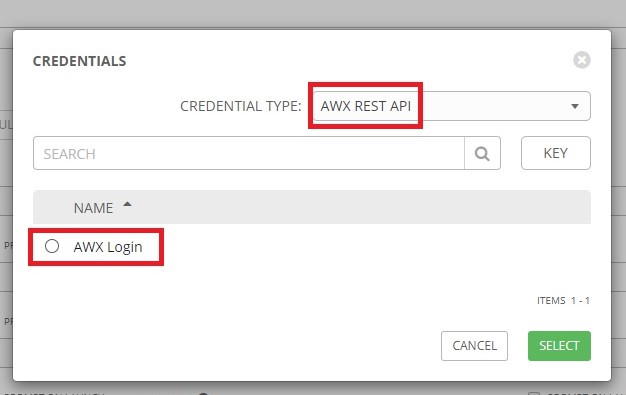 CREDENTIALS
CREDENTIAL TYPE: AWX REST API
SEARCH
KEY
NAME
AWX Login
ITEMS 1 - 1
CANCEL
SELECT